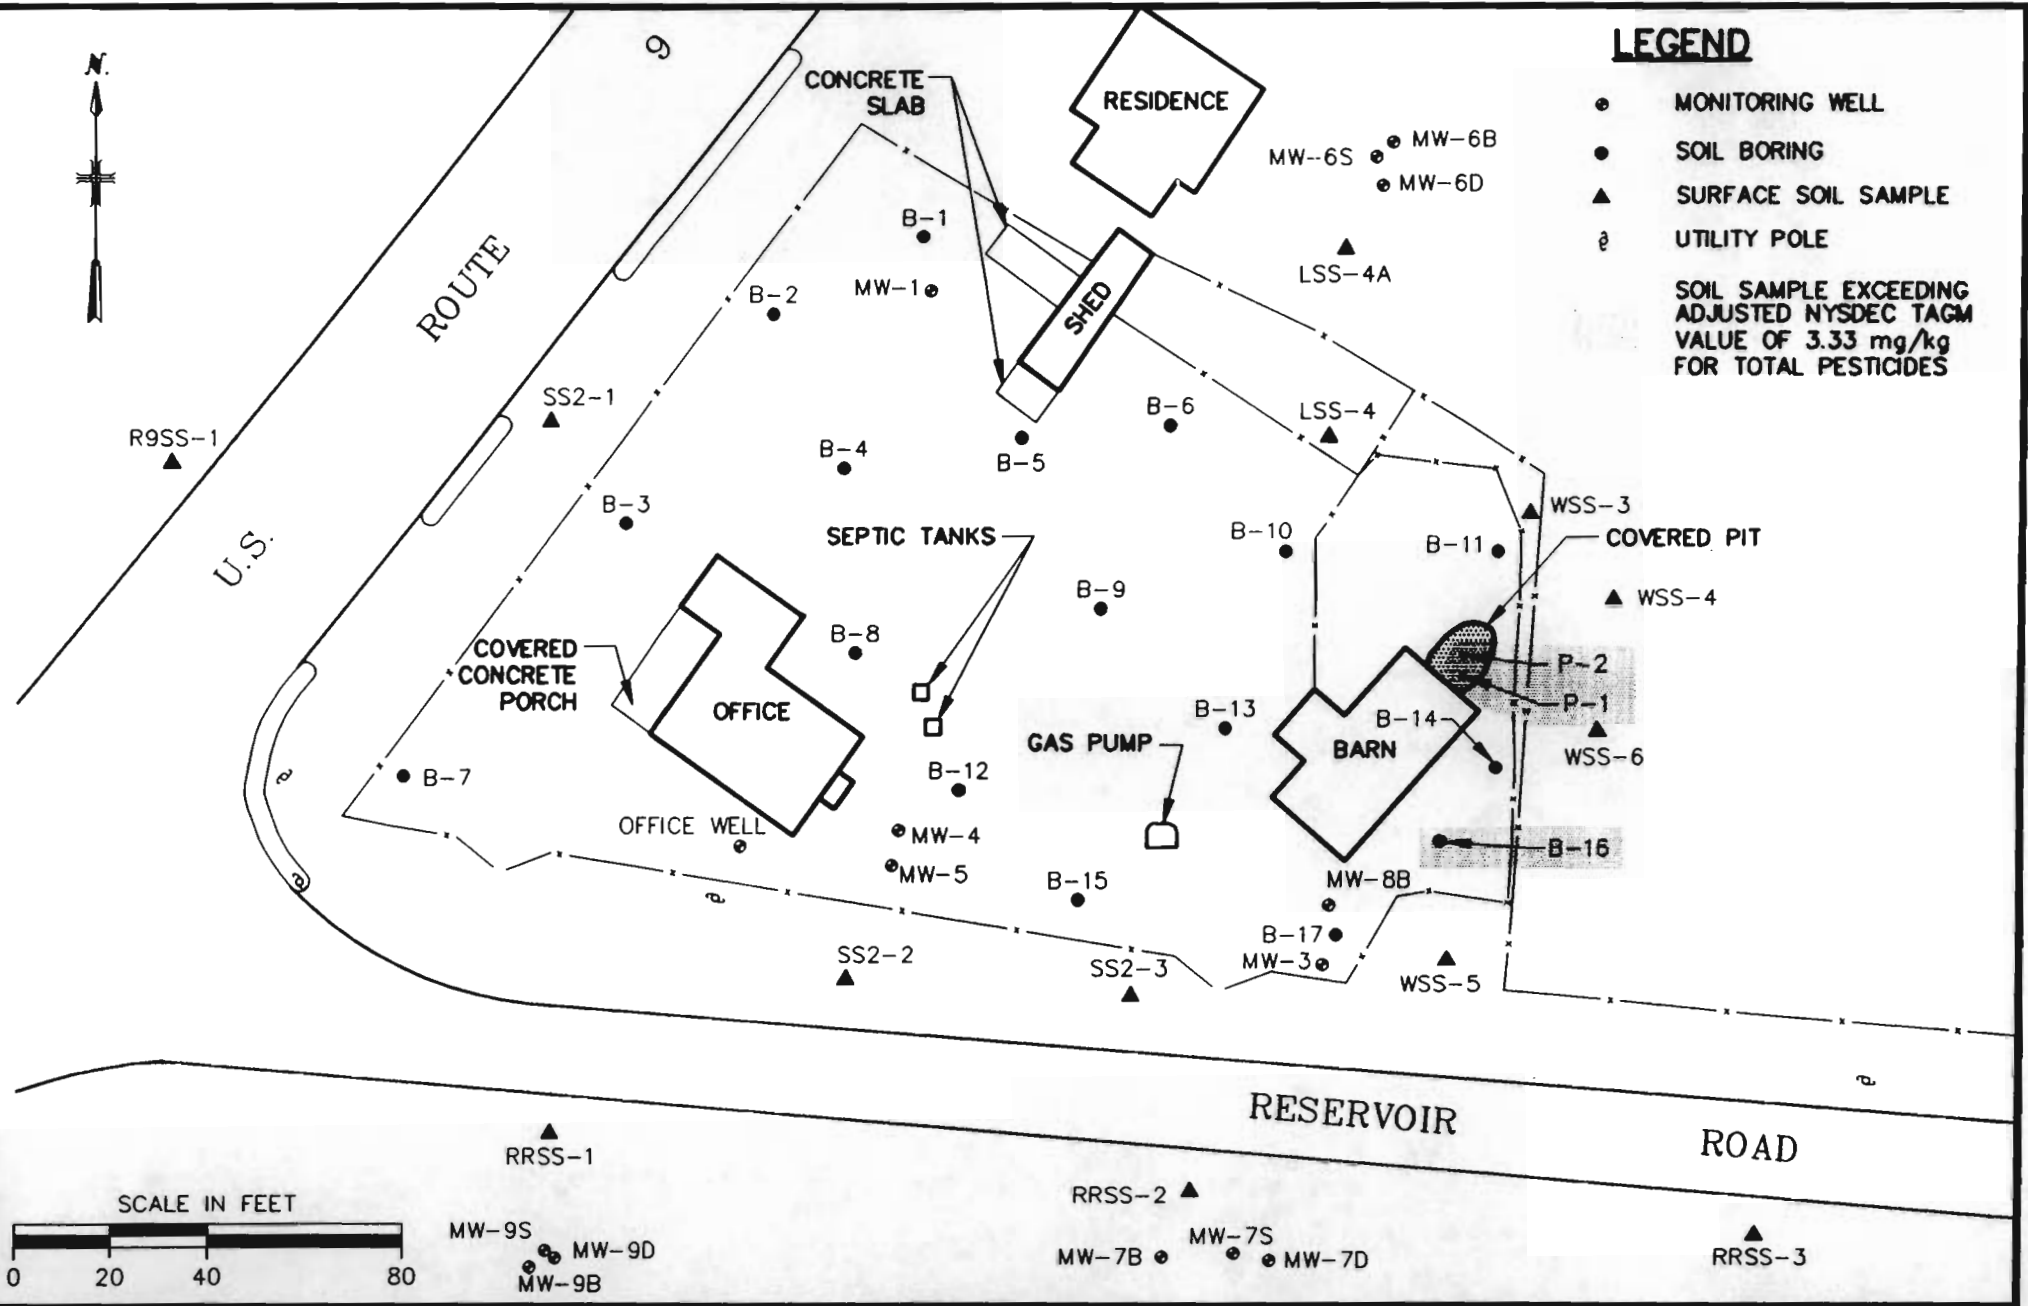 N.
9
ROUTE
U.S.
CONCRETE
SLAB
RESIDENCE
MW-6B
MW-6S
MW-6D
LSS-4A
LEGEND
MONITORING WELL
SOIL BORING
SURFACE SOIL SAMPLE
UTILITY POLE
SOIL SAMPLE EXCEEDING
ADJUSTED NYSDEC TAGM
VALUE OF 3.33 mg/kg
FOR TOTAL PESTICIDES
B-1
MW-1
B-2
SHED
SS2-1
R9SS-1
B-6
LSS-4
B-4
B-5
B-3
SEPTIC TANKS
B-10
B-11
WSS-3
COVERED PIT
WSS-4
B-9
B-8
COVERED
CONCRETE
PORCH
OFFICE
P-2
P-1
B-13
B-14
BARN
GAS PUMP
WSS-6
B-7
B-12
OFFICE WELL
MW-4
MW-5
B-16
B-15
MW-8B
B-17
MW-3
SS2-2
SS2-3
WSS-5
RESERVOIR
ROAD
RRSS-1
RRSS-2
RRSS-3
SCALE IN FEET
0 20 40 80
MW-9S
MW-9D
MW-9B
MW-7S
MW-7B
MW-7D